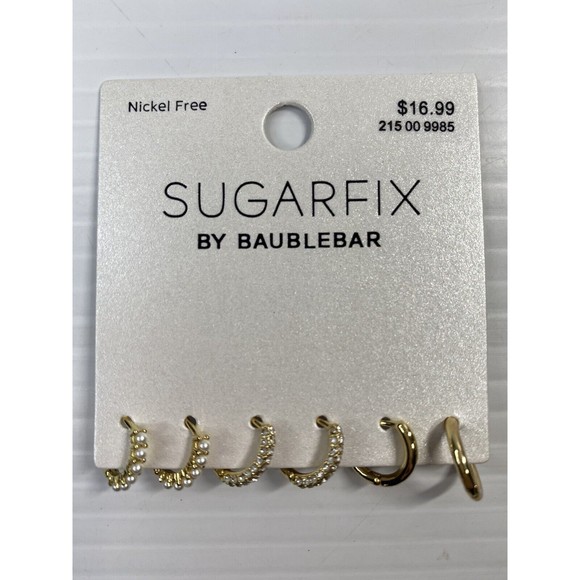 Nickel Free
$16.99
215 00 9985
SUGARFIX
BY BAUBLEBAR